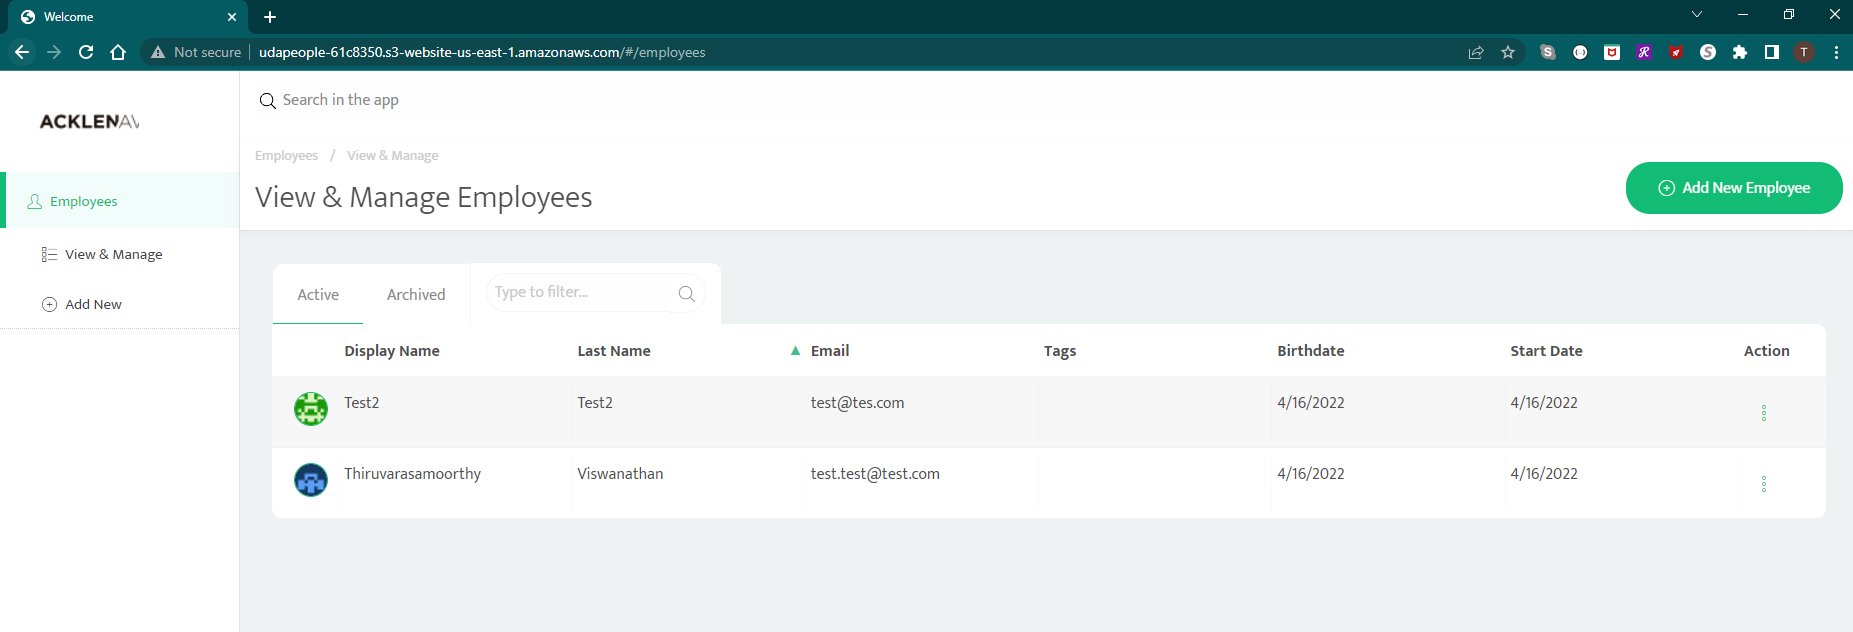 Welcome
Not secure udapeople-61c8350.s3-website-us-east-1.amazonaws.com/#/employees
T
ACKLENAV
Search in the app
Employees / View & Manage
View & Manage Employees
Add New Employee
Employees
View & Manage
Add New
Active Archived Type to filter...
Display Name Last Name Email Tags Birthdate Start Date Action
Test2 Test2 test@tes.com 4/16/2022 4/16/2022
Thiruvarasamoorthy Viswanathan test.test@test.com 4/16/2022 4/16/2022